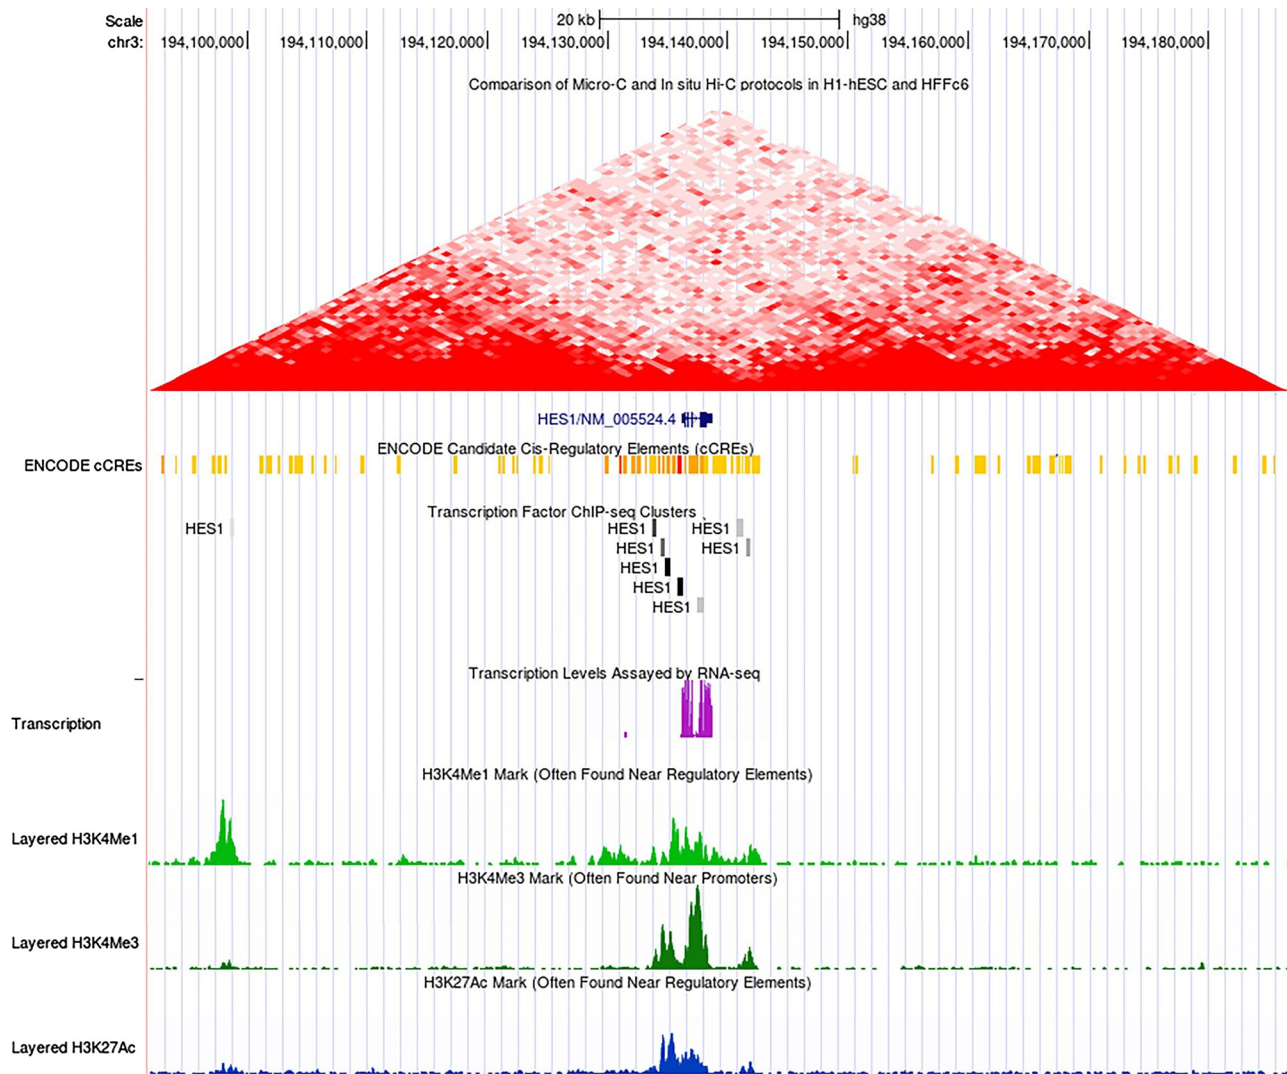 Scale 20 kb hg38
chr3: 194,100,000 194,110,000 194,120,000 194,130,000 194,140,000 194,150,000 194,160,000 194,170,000 194,180,000
Comparison of Micro-C and In situ Hi-C protocols in H1-hESC and HFFc6
HES1/NM_005524.4
ENCODE Candidate Cis-Regulatory Elements (cCREs)
ENCODE cCREs
Transcription Factor ChIP-seq Clusters
HES1 HES1 HES1
HES1 HES1
HES1
HES1
HES1
Transcription Levels Assayed by RNA-seq
Transcription
H3K4Me1 Mark (Often Found Near Regulatory Elements)
Layered H3K4Me1
H3K4Me3 Mark (Often Found Near Promoters)
Layered H3K4Me3
H3K27Ac Mark (Often Found Near Regulatory Elements)
Layered H3K27Ac